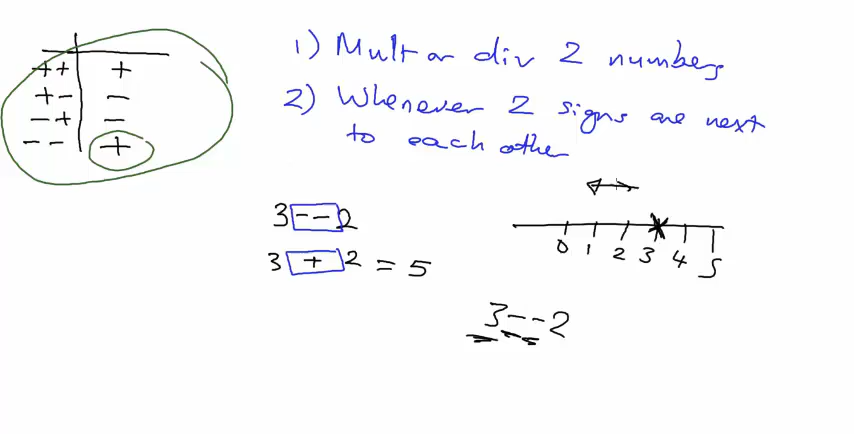 ++ +
+- -
-+ -
-- +
1) Mult or div 2 numbers
2) Whenever 2 signs are next
to each other
3--2
3 + 2 = 5
0 1 2 3 4 5
3--2